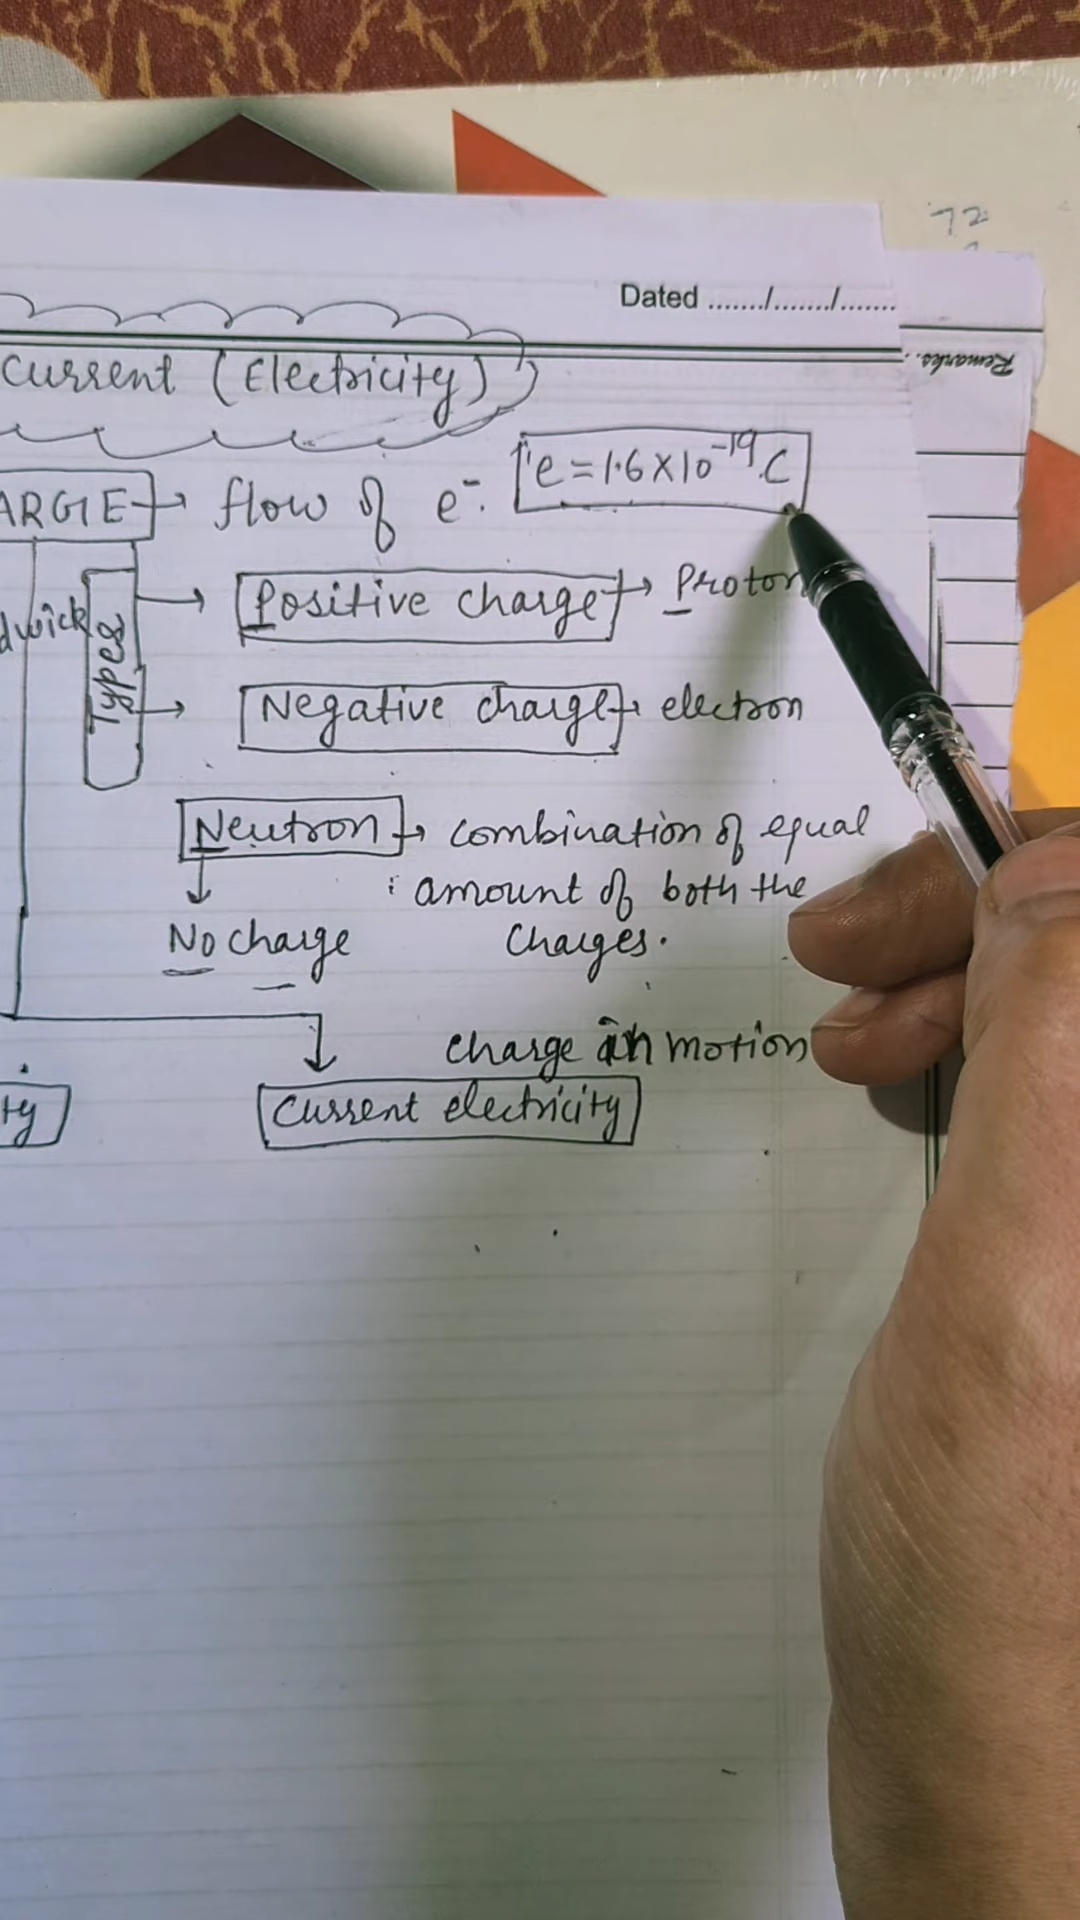 72
Dated ......./......./.......
Remarks.
Current (Electricity)
1e = 1.6 x 10⁻¹⁹ C
ARGE → flow of e⁻.
Positive charge → Proton
dwick
Types
Negative charge → electron
Neutron → combination of equal
amount of both the
No charge charges.
charge in motion
ty
Current electricity